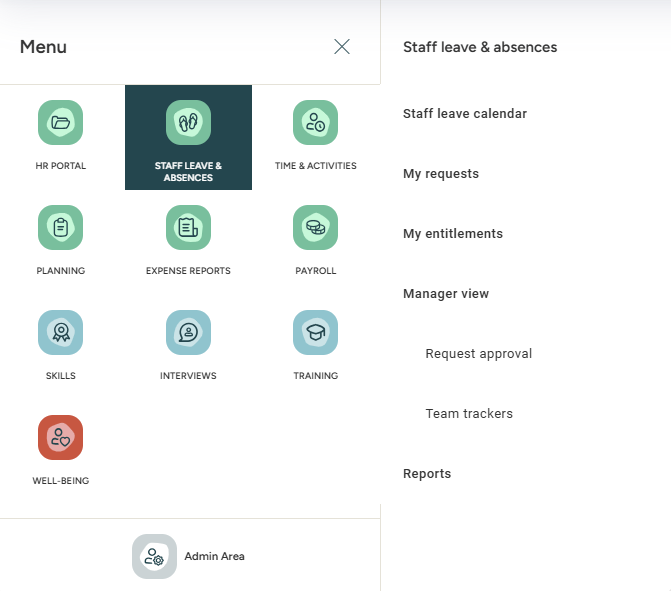 Menu
HR PORTAL
STAFF LEAVE &
ABSENCES
TIME & ACTIVITIES
PLANNING
EXPENSE REPORTS
PAYROLL
SKILLS
INTERVIEWS
TRAINING
WELL-BEING
Admin Area
Staff leave & absences
Staff leave calendar
My requests
My entitlements
Manager view
Request approval
Team trackers
Reports